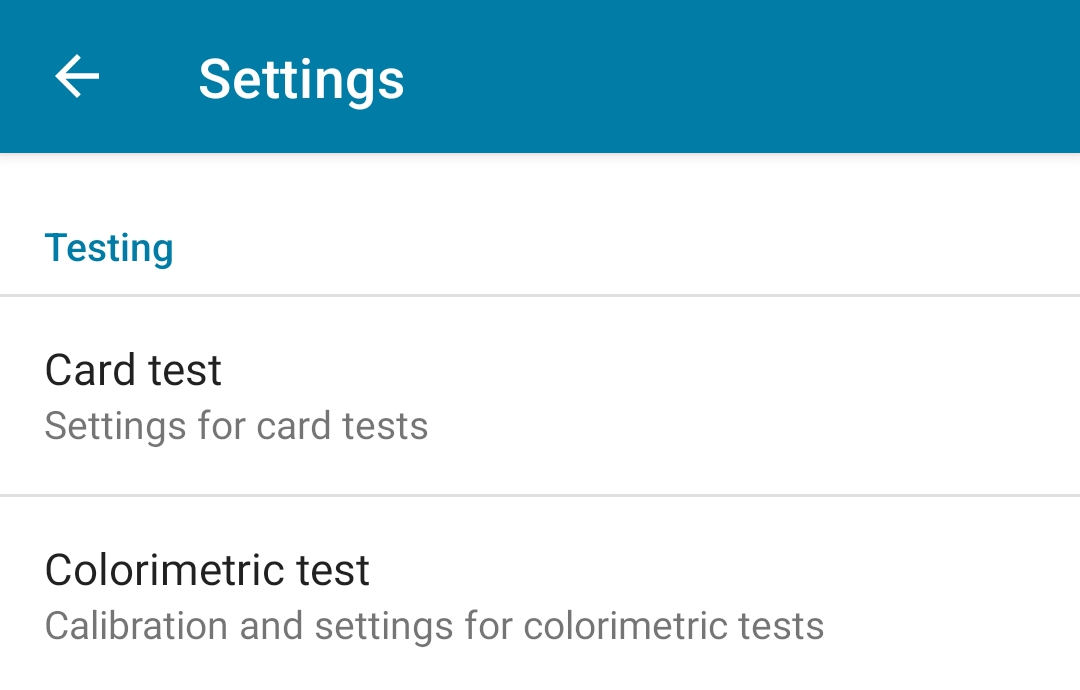 Settings
Testing
Card test
Settings for card tests
Colorimetric test
Calibration and settings for colorimetric tests